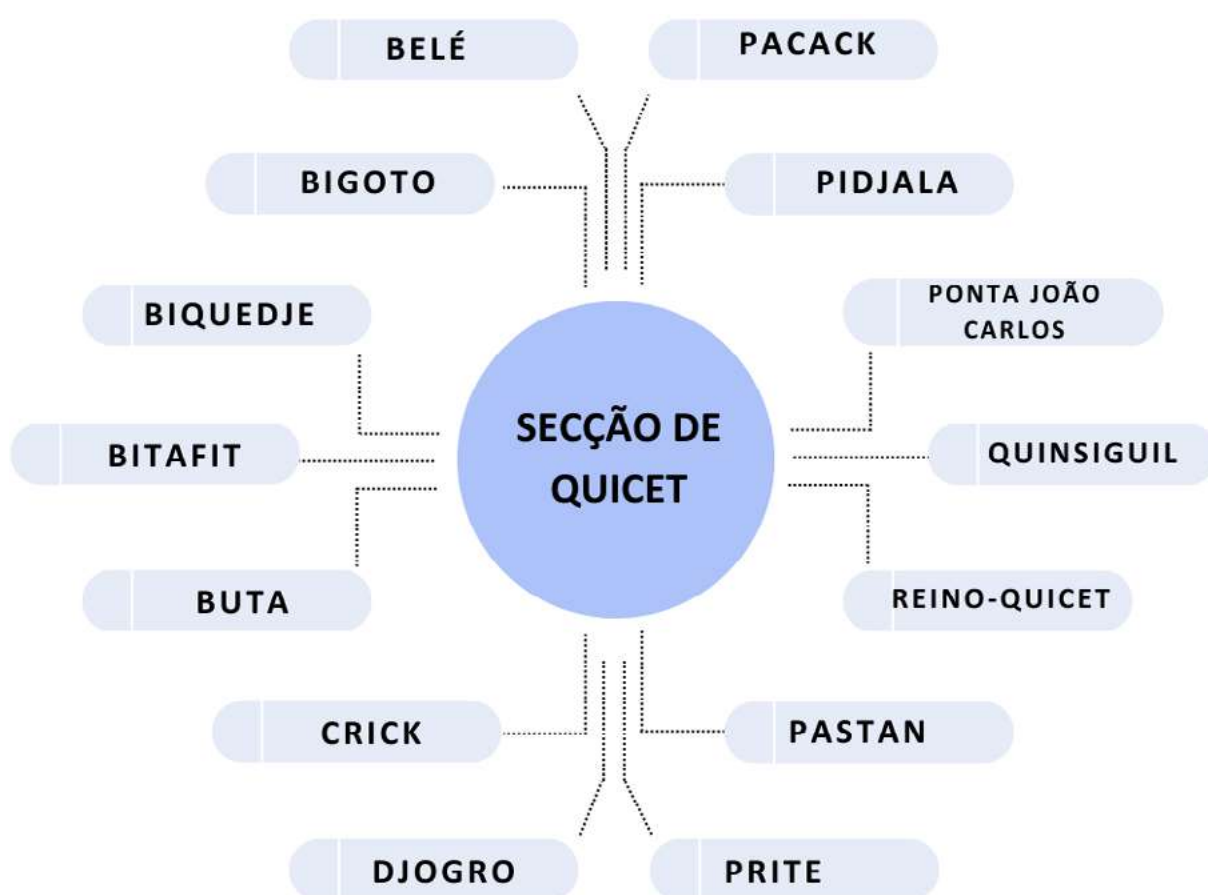 BELÉ
PACACK
BIGOTO
PIDJALA
BIQUEDJE
PONTA JOÃO
CARLOS
SECÇÃO DE
QUICET
BITAFIT
QUINSIGUIL
BUTA
REINO-QUICET
CRICK
PASTAN
DJOGRO
PRITE